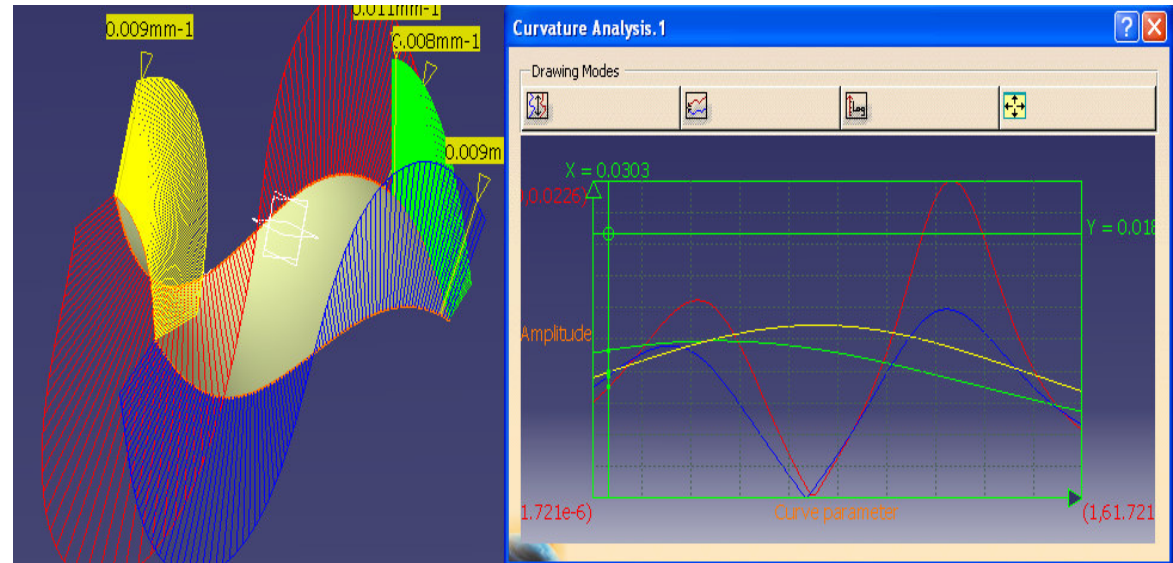 0.009mm-1
0.011mm-1
0.008mm-1
0.009m
Curvature Analysis.1
Drawing Modes
Log
X = 0.0303
,0.0226)
Y = 0.018
Amplitude
1.721e-6)
Curve parameter
(1,61.721